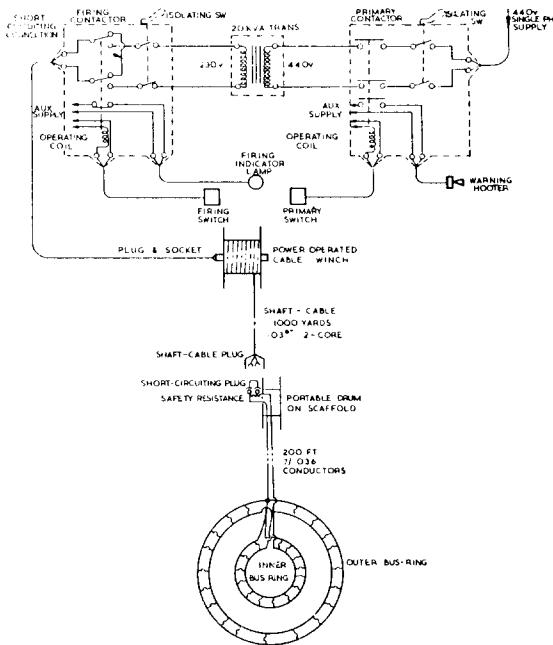 SHORT
CIRCUITING
CONNECTION
FIRING
CONTACTOR
ISOLATING SW
20 KVA TRANS
PRIMARY
CONTACTOR
ISOLATING
SW
440V
SINGLE PH
SUPPLY
230V
440V
AUX
SUPPLY
OPERATING
COIL
AUX
SUPPLY
OPERATING
COIL
FIRING
INDICATOR
LAMP
FIRING
SWITCH
PRIMARY
SWITCH
WARNING
HOOTER
PLUG & SOCKET
POWER OPERATED
CABLE WINCH
SHAFT - CABLE
1000 YARDS
2-CORE
SHAFT-CABLE PLUG
SHORT-CIRCUITING PLUG
SAFETY RESISTANCE
PORTABLE DRUM
ON SCAFFOLD
200 FT
7/.036
CONDUCTORS
INNER
BUS RING
OUTER BUS-RING